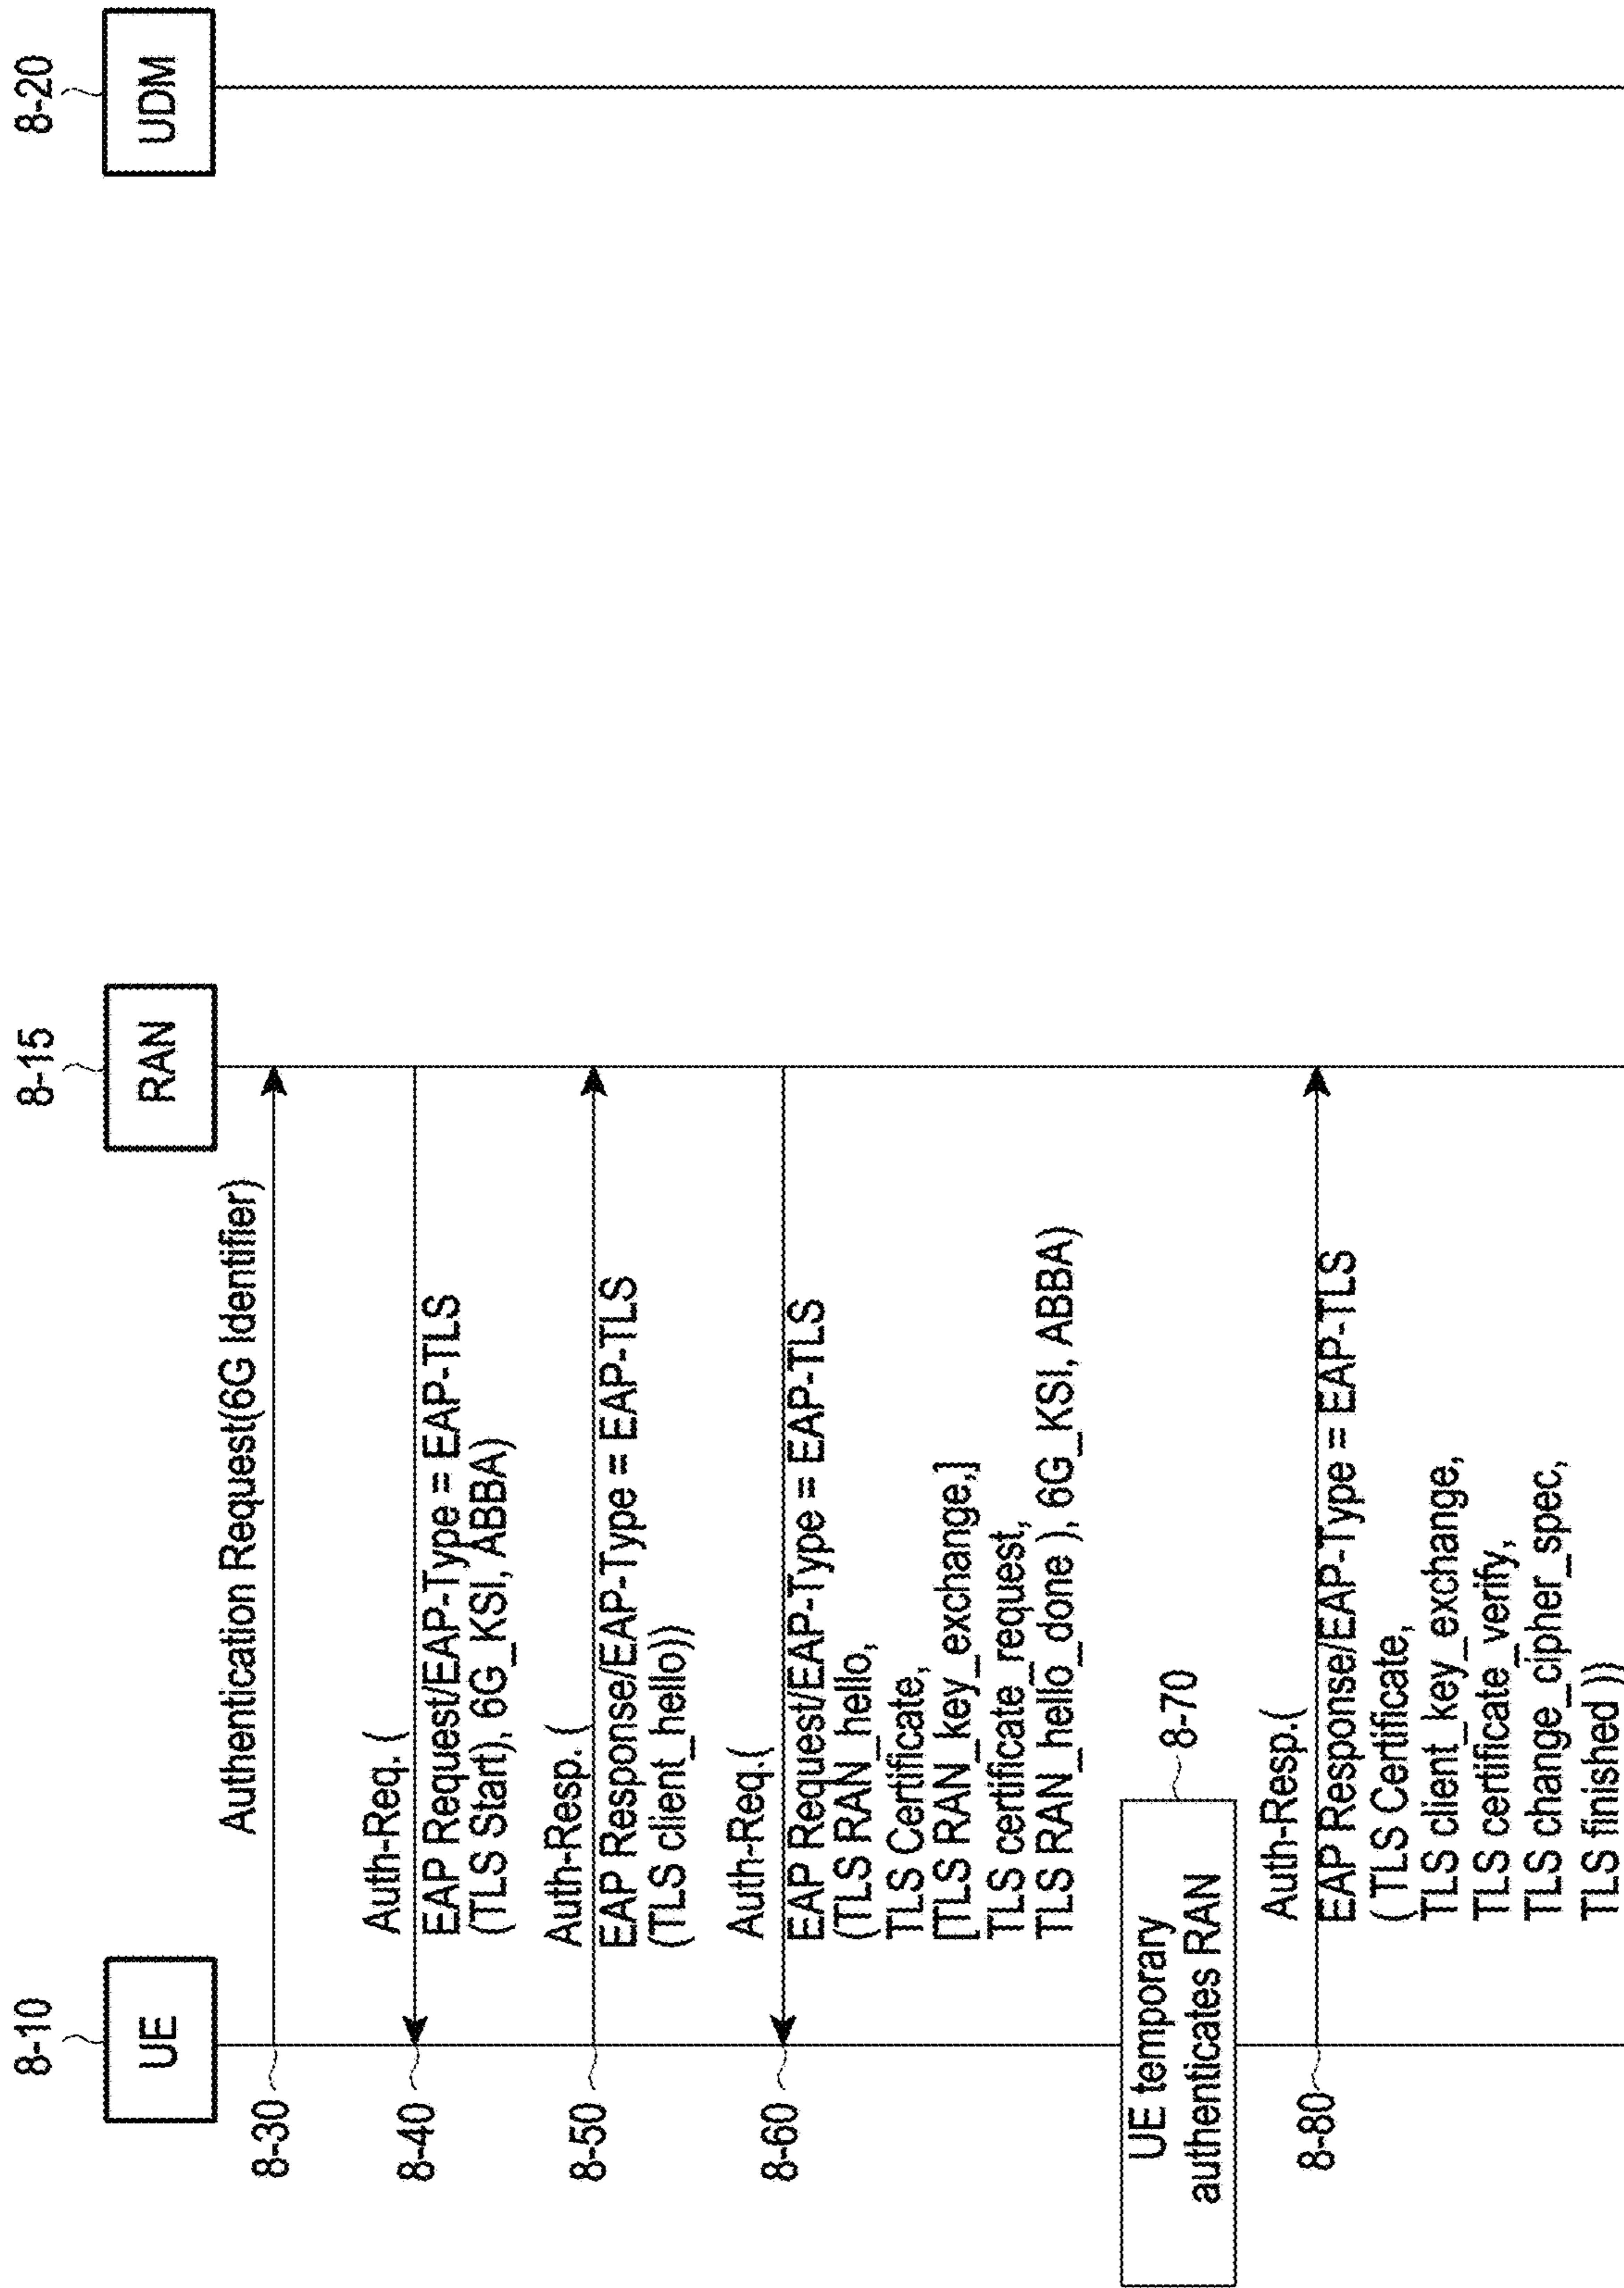 8-10
8-15
8-20
UE
RAN
UDM
Authentication Request(6G Identifier)
8-30
Auth-Req. (
8-40
EAP Request/EAP-Type = EAP-TLS
(TLS Start), 6G_KSI, ABBA)
Auth-Resp. (
8-50
EAP Response/EAP-Type = EAP-TLS
(TLS client_hello))
Auth-Req.(
8-60
EAP Request/EAP-Type = EAP-TLS
(TLS RAN_hello,
TLS Certificate,
[TLS RAN_key_exchange,]
TLS certificate_request,
TLS RAN_hello_done ), 6G_KSI, ABBA)
8-70
UE temporary
authenticates RAN
Auth-Resp.(
8-80
EAP Response/EAP-Type = EAP-TLS
( TLS Certificate,
TLS client_key_exchange,
TLS certificate_verify,
TLS change_cipher_spec,
TLS finished ))